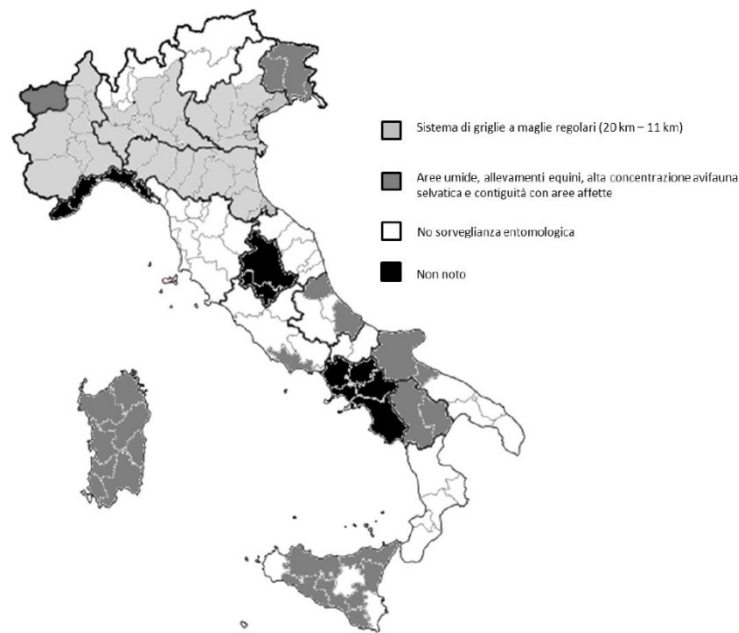 Sistema di griglie a maglie regolari (20 km – 11 km)
Aree umide, allevamenti equini, alta concentrazione avifauna
selvatica e contiguità con aree affette
No sorveglianza entomologica
Non noto